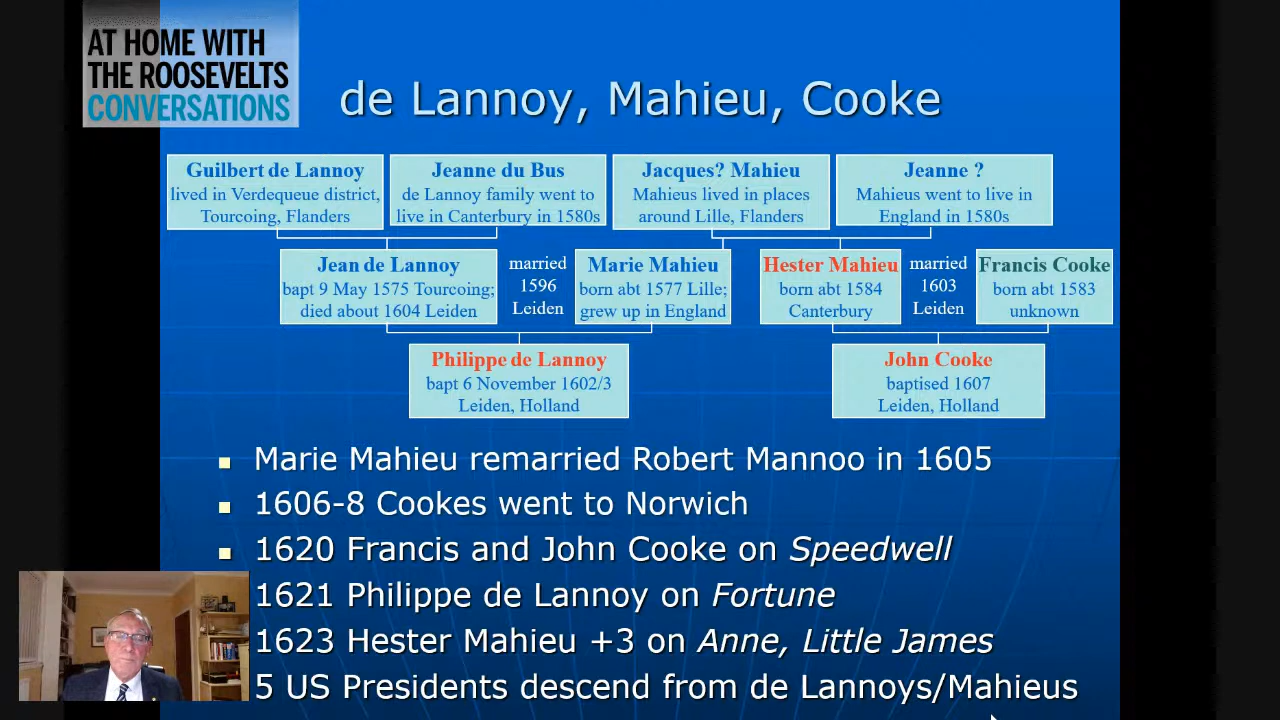 AT HOME WITH
THE ROOSEVELTS
CONVERSATIONS
de Lannoy, Mahieu, Cooke
Guilbert de Lannoy
lived in Verdequeue district,
Tourcoing, Flanders
Jeanne du Bus
de Lannoy family went to
live in Canterbury in 1580s
Jacques? Mahieu
Mahieus lived in places
around Lille, Flanders
Jeanne ?
Mahieus went to live in
England in 1580s
Jean de Lannoy
bapt 9 May 1575 Tourcoing;
died about 1604 Leiden
married
1596
Leiden
Marie Mahieu
born abt 1577 Lille;
grew up in England
Hester Mahieu
born abt 1584
Canterbury
married
1603
Leiden
Francis Cooke
born abt 1583
unknown
Philippe de Lannoy
bapt 6 November 1602/3
Leiden, Holland
John Cooke
baptised 1607
Leiden, Holland
Marie Mahieu remarried Robert Mannoo in 1605
1606-8 Cookes went to Norwich
1620 Francis and John Cooke on Speedwell
1621 Philippe de Lannoy on Fortune
1623 Hester Mahieu +3 on Anne, Little James
5 US Presidents descend from de Lannoys/Mahieus